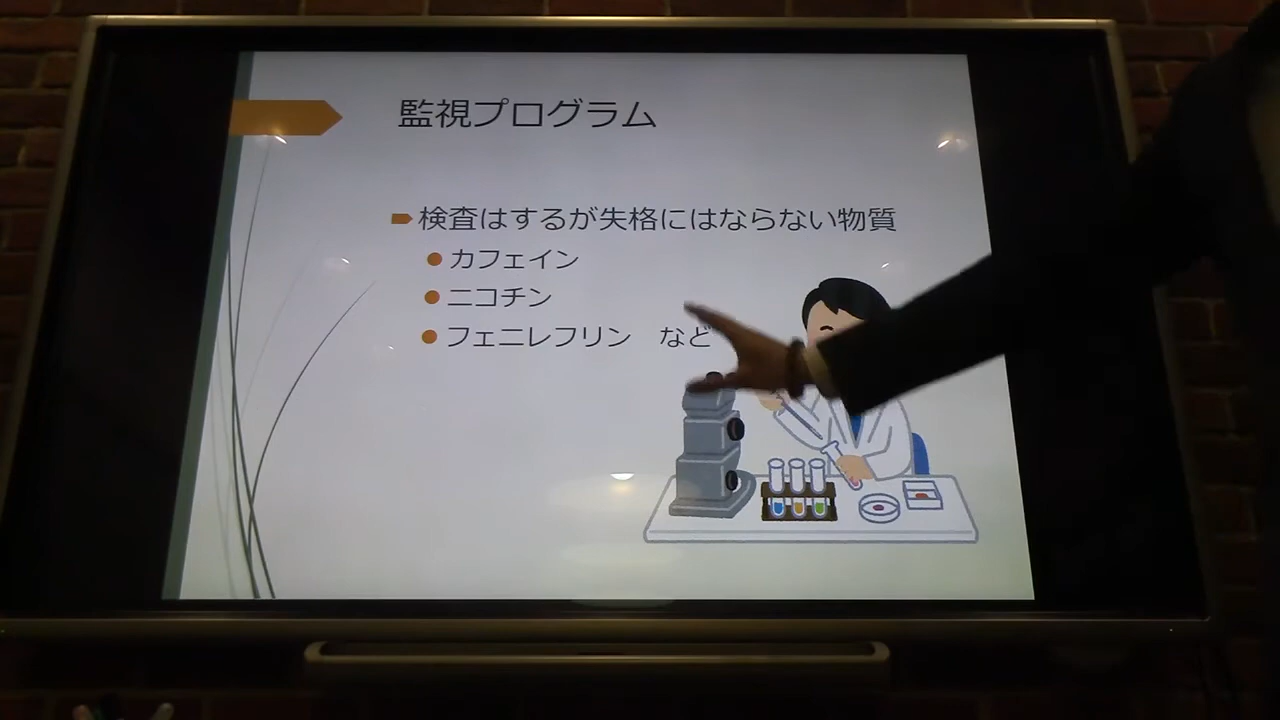 監視プログラム
検査はするが失格にはならない物質
カフェイン
ニコチン
フェニレフリン　など